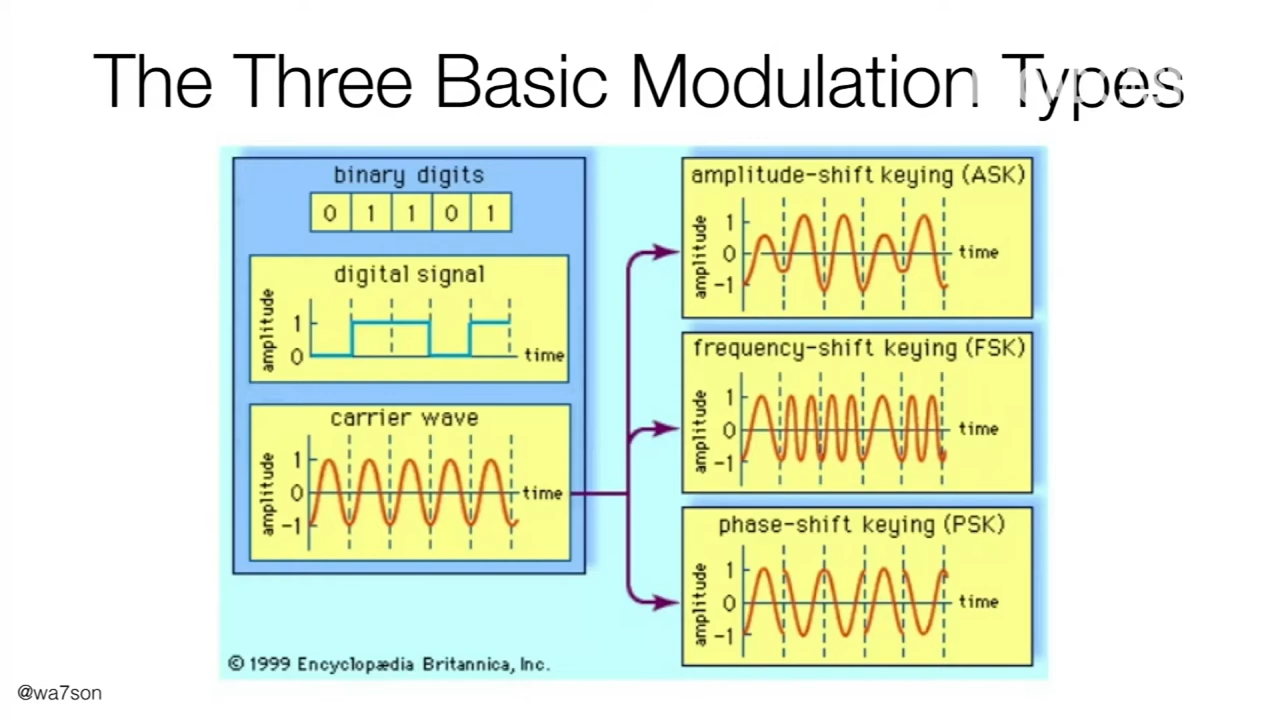 The Three Basic Modulation Types
binary digits
0 1 1 0 1
digital signal
amplitude
1
0
time
carrier wave
amplitude
1
0
-1
time
amplitude-shift keying (ASK)
amplitude
1
0
-1
time
frequency-shift keying (FSK)
amplitude
1
0
-1
time
phase-shift keying (PSK)
amplitude
1
0
-1
time
© 1999 Encyclopædia Britannica, Inc.
@wa7son